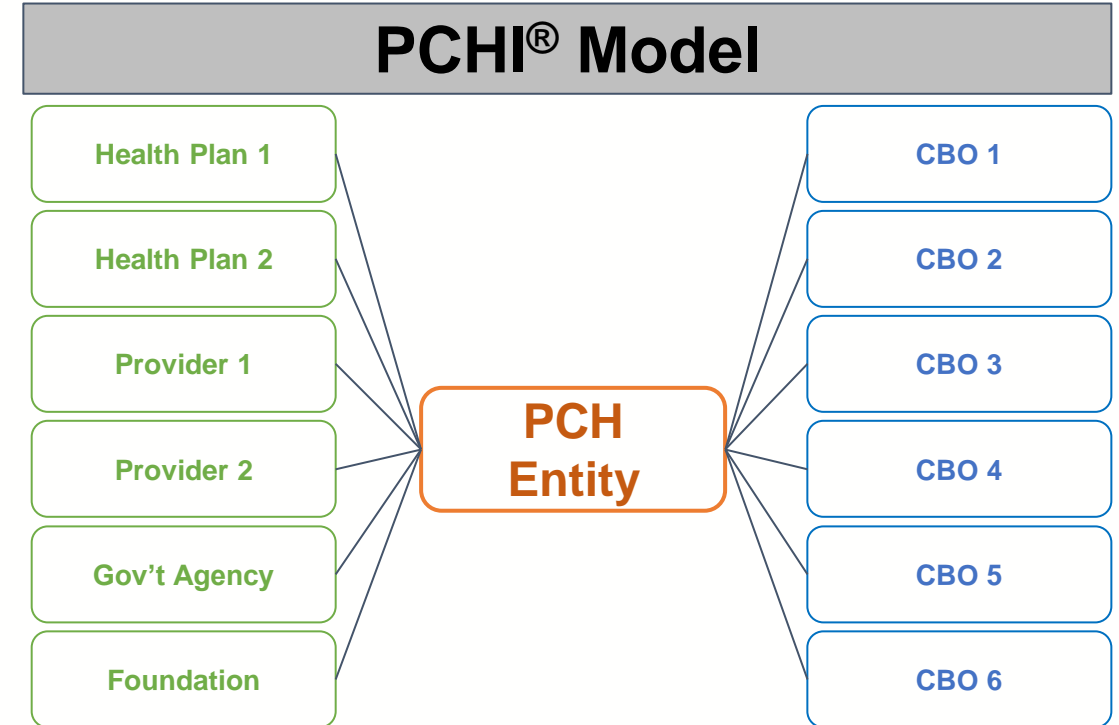 PCHI® Model
Health Plan 1
Health Plan 2
Provider 1
Provider 2
Gov’t Agency
Foundation
PCH
Entity
CBO 1
CBO 2
CBO 3
CBO 4
CBO 5
CBO 6